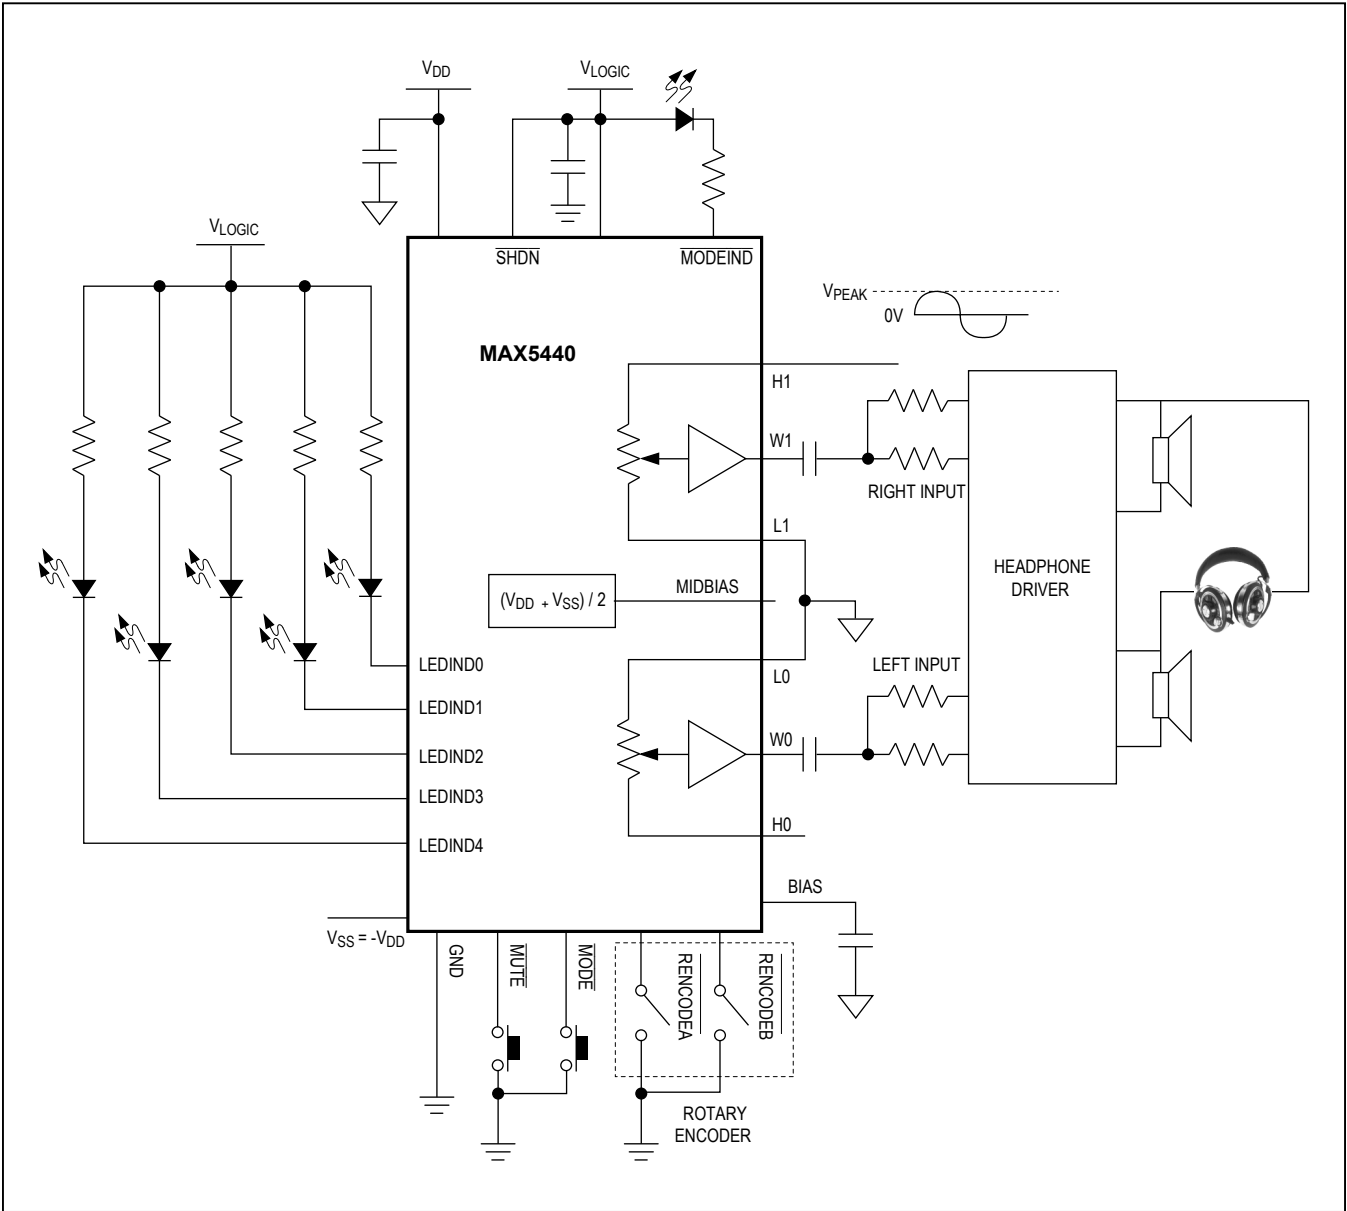 VDD
VLOGIC
VLOGIC
SHDN
MODEIND
VPEAK
0V
MAX5440
H1
W1
RIGHT INPUT
L1
HEADPHONE
DRIVER
(VDD + VSS) / 2
MIDBIAS
LEDIND0
LEFT INPUT
L0
LEDIND1
W0
LEDIND2
LEDIND3
H0
LEDIND4
BIAS
VSS = -VDD
GND
MUTE
MODE
RENCODEA
RENCODEB
ROTARY
ENCODER